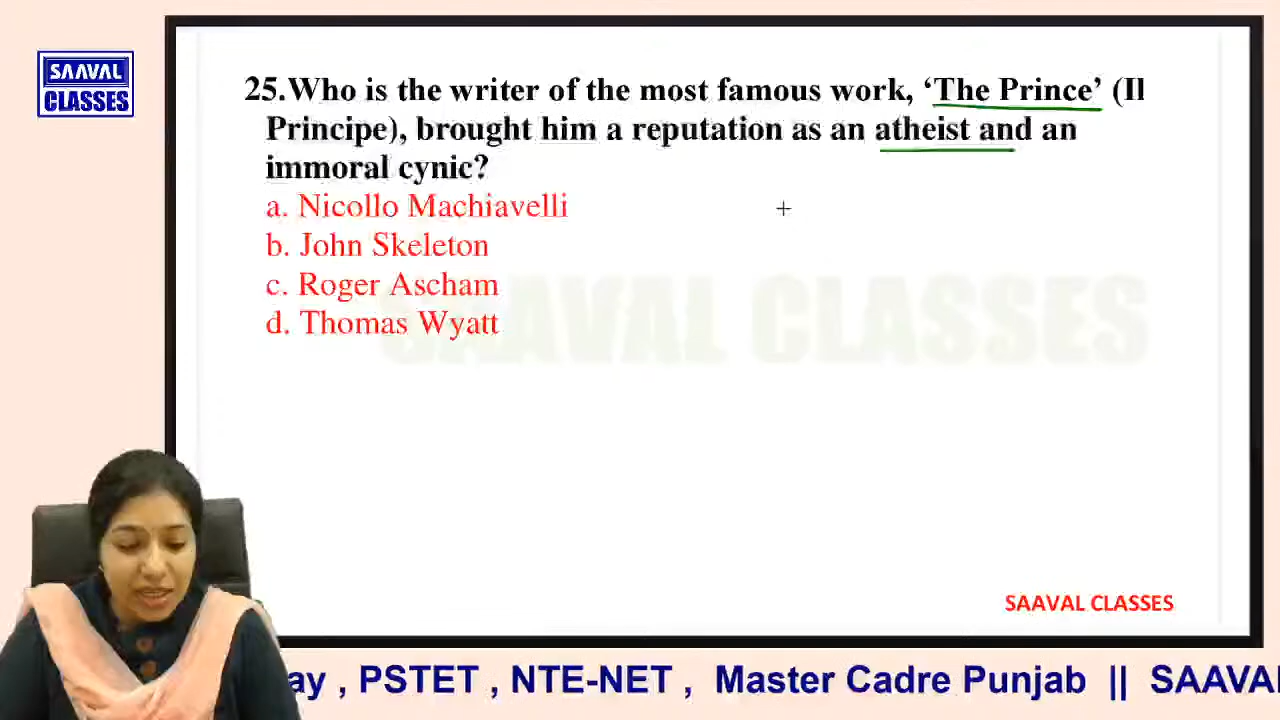 SAAVAL
CLASSES
25.Who is the writer of the most famous work, ‘The Prince’ (Il
Principe), brought him a reputation as an atheist and an
immoral cynic?
a. Nicollo Machiavelli
b. John Skeleton
c. Roger Ascham
d. Thomas Wyatt
SAAVAL CLASSES
SAAVAL CLASSES
ay , PSTET , NTE-NET , Master Cadre Punjab || SAAVAL